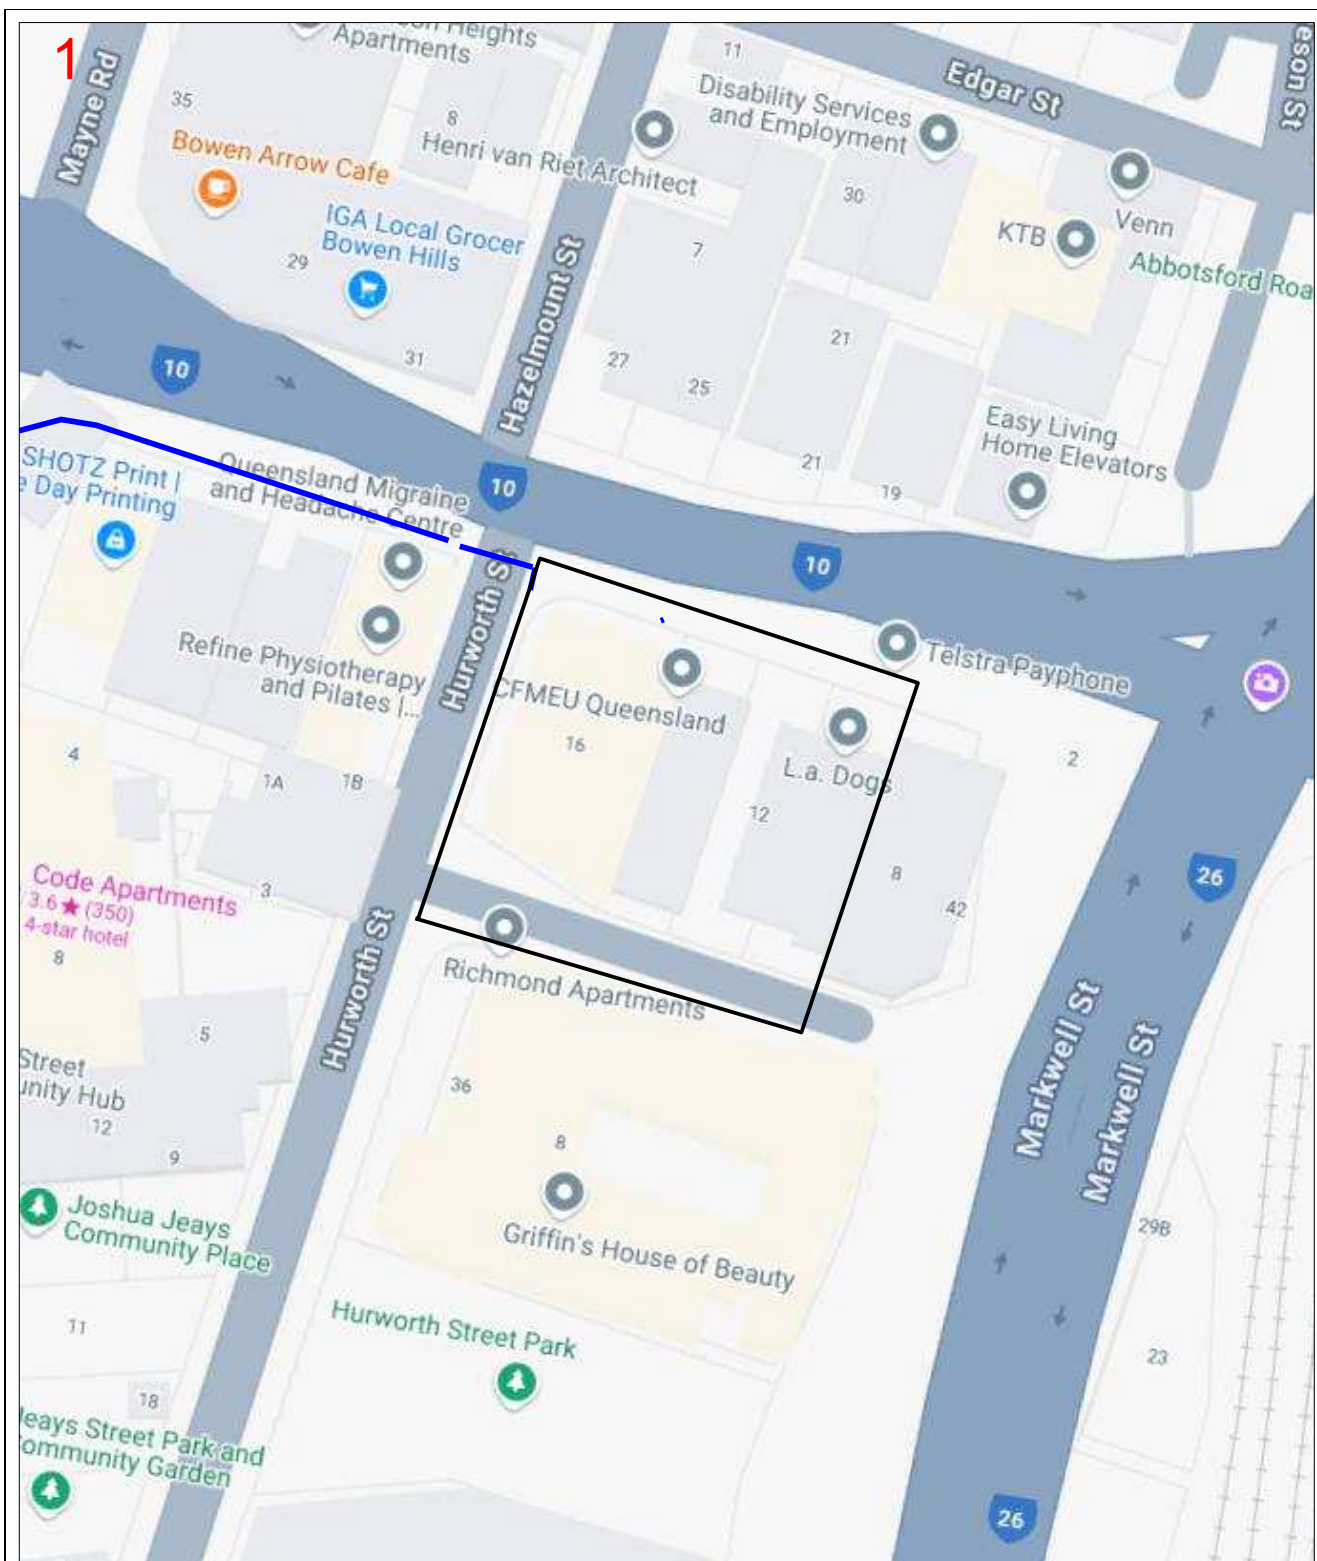 1
Mayne Rd
Heights
Apartments
35
8
11
Edgar St
eson St
Bowen Arrow Cafe
Henri van Riet Architect
Disability Services
and Employment
30
Venn
KTB
Abbotsford Roa
IGA Local Grocer
Bowen Hills
29
7
Hazelmount St
31
10
27
25
21
21
19
Easy Living
Home Elevators
SHOTZ Print |
e Day Printing
Queensland Migraine
and Headache Centre
10
10
Hurworth St
Refine Physiotherapy
and Pilates |...
CFMEU Queensland
16
Telstra Payphone
L.a. Dogs
12
8
42
2
4
1A
1B
3
Code Apartments
3.6★(350)
4-star hotel
8
26
Richmond Apartments
Hurworth St
5
Street
unity Hub
12
9
36
8
Markwell St
Markwell St
Joshua Jeays
Community Place
Griffin's House of Beauty
29B
11
Hurworth Street Park
23
18
Jeays Street Park and
Community Garden
26